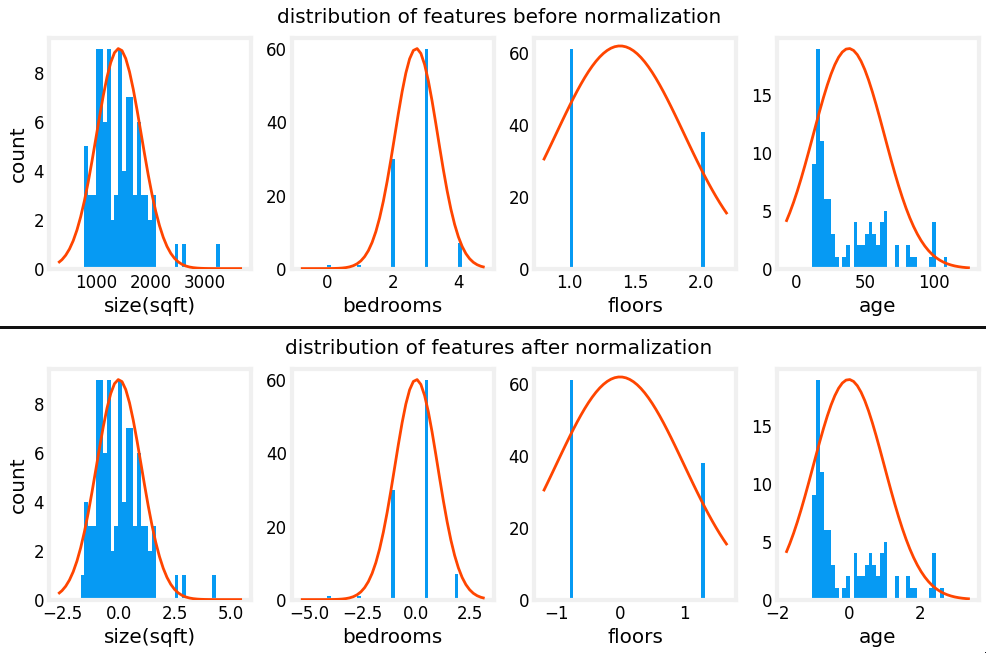 distribution of features before normalization
count
0 2 4 6 8
1000 2000 3000
size(sqft)
0 20 40 60
0 2 4
bedrooms
0 20 40 60
1.0 1.5 2.0
floors
0 5 10 15
0 50 100
age
distribution of features after normalization
count
0 2 4 6 8
−2.5 0.0 2.5 5.0
size(sqft)
0 20 40 60
−5.0 −2.5 0.0 2.5
bedrooms
0 20 40 60
−1 0 1
floors
0 5 10 15
−2 0 2
age